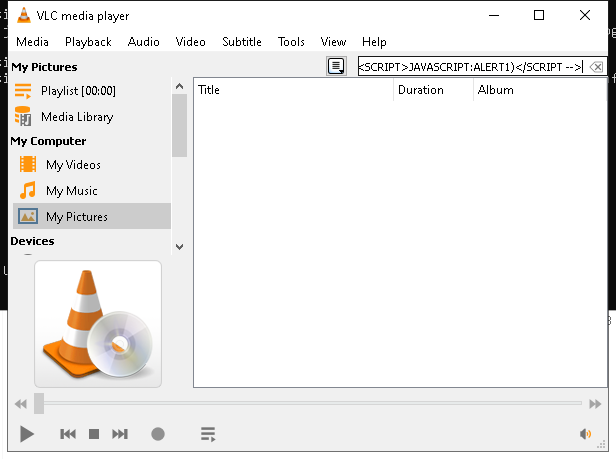 VLC media player
Media Playback Audio Video Subtitle Tools View Help
My Pictures
<SCRIPT>JAVASCRIPT:ALERT1)</SCRIPT -->
Playlist [00:00]
Title Duration Album
Media Library
My Computer
My Videos
My Music
My Pictures
Devices